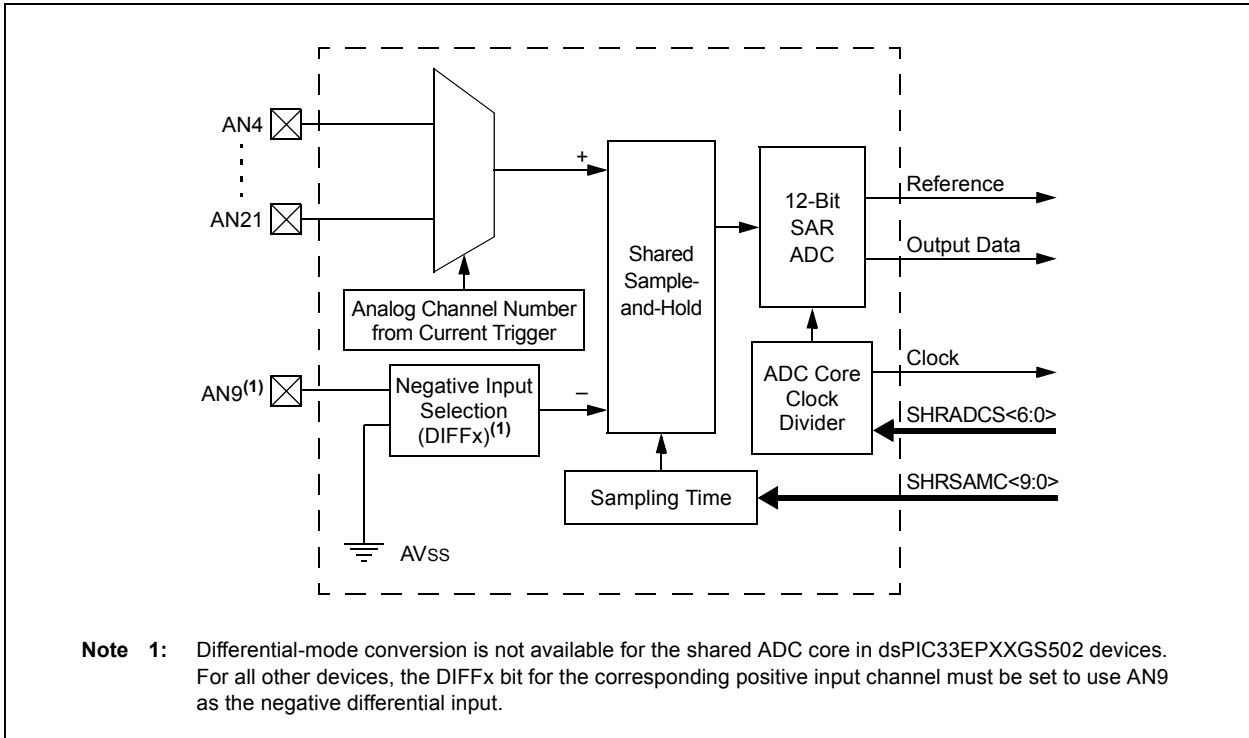 AN4
AN21
+
Analog Channel Number
from Current Trigger
AN9(1)
Negative Input
Selection
(DIFFx)(1)
–
AVSS
Shared
Sample-
and-Hold
Sampling Time
12-Bit
SAR
ADC
ADC Core
Clock
Divider
Reference
Output Data
Clock
SHRADCS<6:0>
SHRSAMC<9:0>
Note 1: Differential-mode conversion is not available for the shared ADC core in dsPIC33EPXXGS502 devices.
For all other devices, the DIFFx bit for the corresponding positive input channel must be set to use AN9
as the negative differential input.